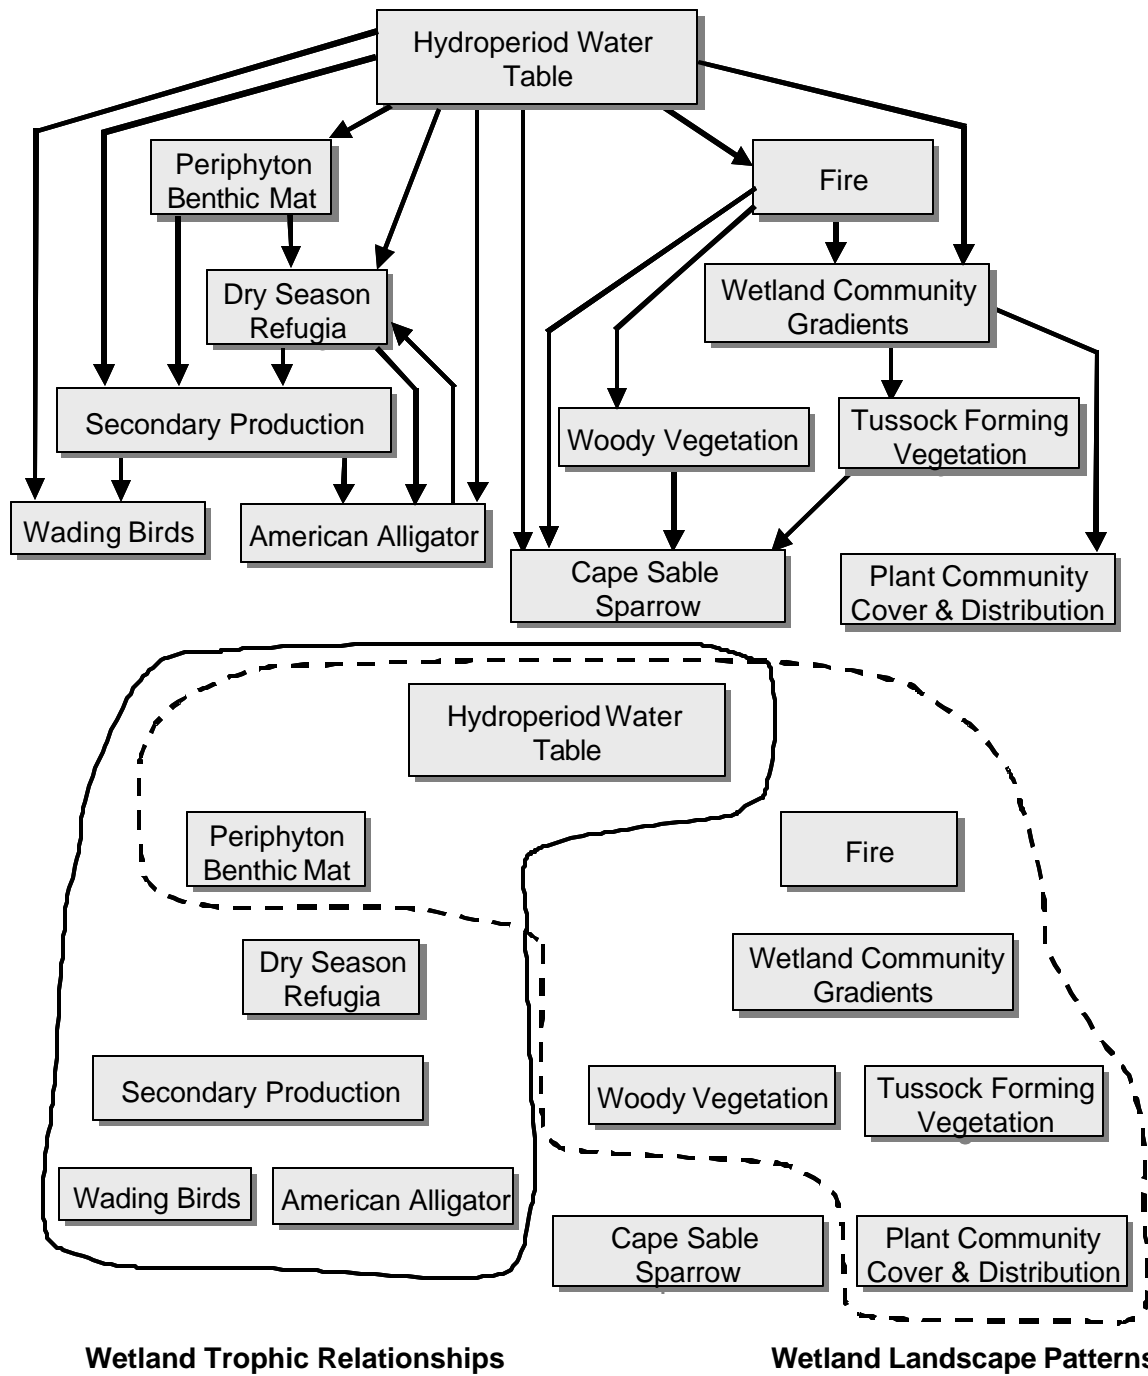 Hydroperiod Water
Table
Periphyton
Benthic Mat
Fire
Dry Season
Refugia
Wetland Community
Gradients
Secondary Production
Woody Vegetation
Tussock Forming
Vegetation
Wading Birds
American Alligator
Cape Sable
Sparrow
Plant Community
Cover & Distribution
Hydroperiod Water
Table
Periphyton
Benthic Mat
Fire
Dry Season
Refugia
Wetland Community
Gradients
Secondary Production
Woody Vegetation
Tussock Forming
Vegetation
Wading Birds
American Alligator
Cape Sable
Sparrow
Plant Community
Cover & Distribution
Wetland Trophic Relationships
Wetland Landscape Patterns